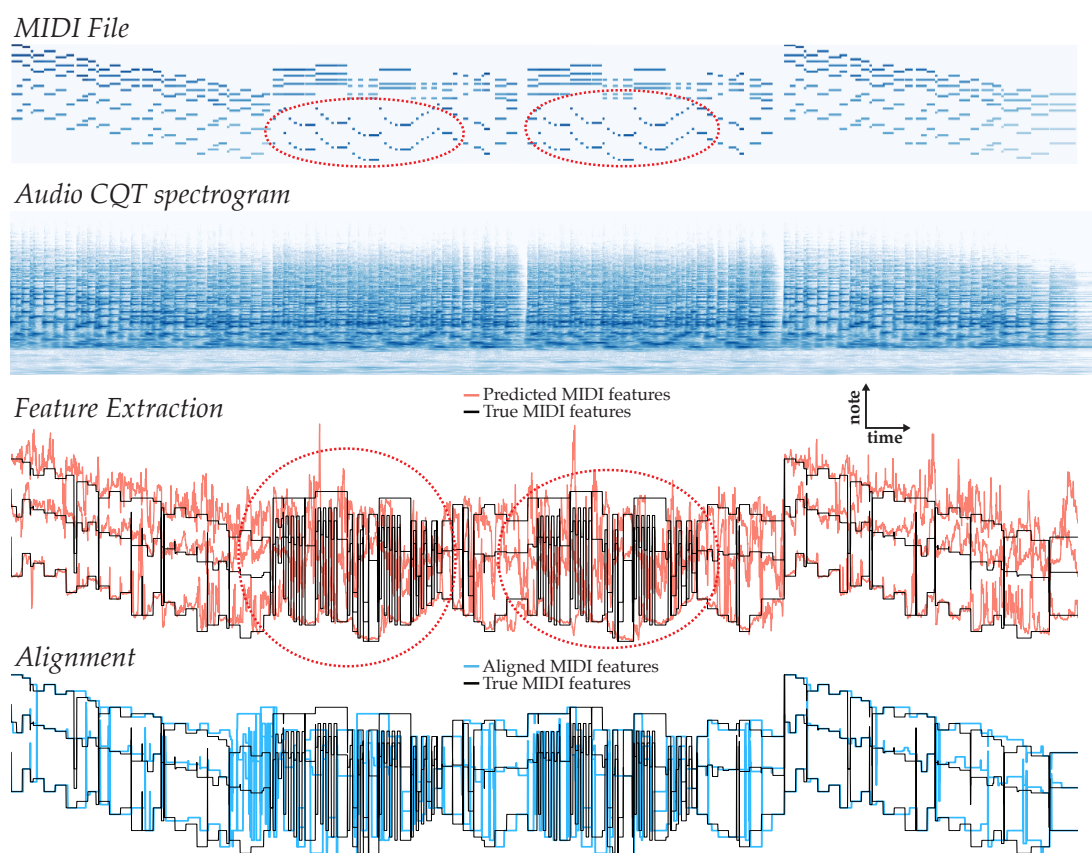 MIDI File
Audio CQT spectrogram
Predicted MIDI features
True MIDI features
Feature Extraction
note
time
Aligned MIDI features
True MIDI features
Alignment